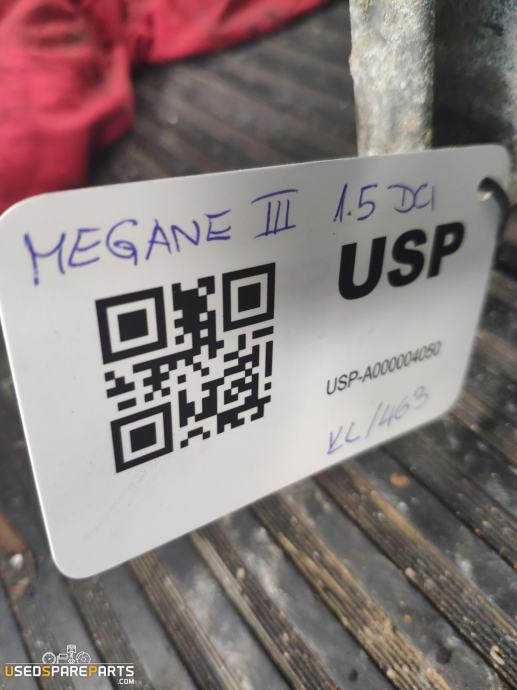 MEGANE III 1.5 DCI
USP
USP-A000004050
KL/463
USEDSPAREPARTS
.COM